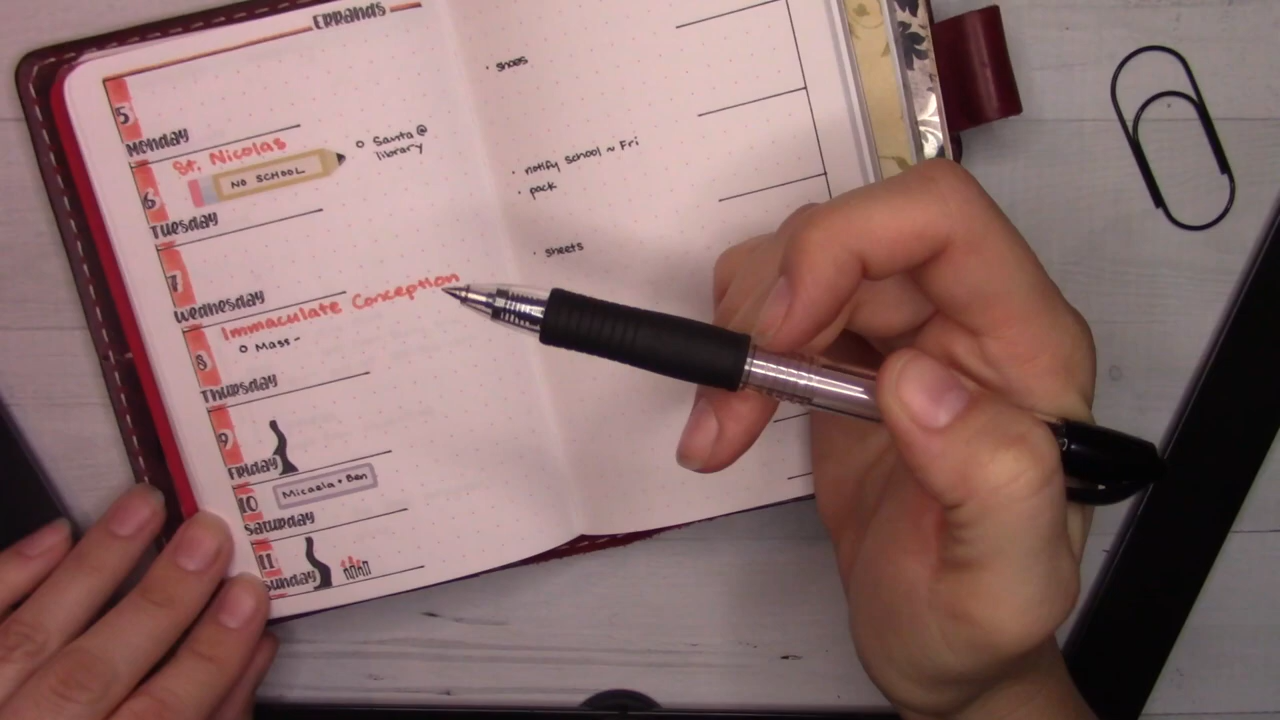 ERRANDS
5
Monday
St. Nicolas
NO SCHOOL
6
Tuesday
o Santa @
library
7
Wednesday
Immaculate Conception
o Mass-
8
Thursday
9
Friday
10
Micaela + Ben
Saturday
11
Sunday
· shoes
· notify school ~ Fri
· pack
· sheets